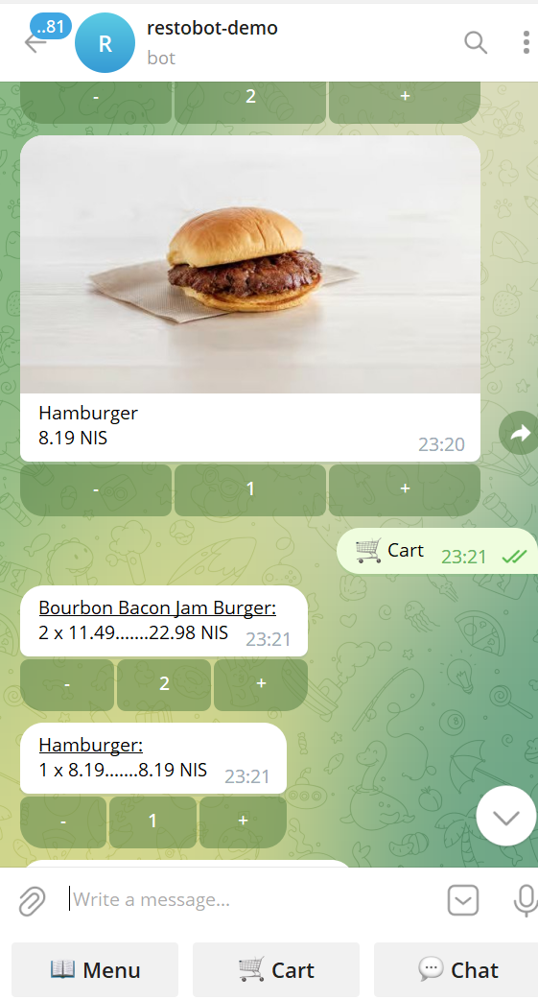 ..81
R
restobot-demo
bot
- 2 +
Hamburger
8.19 NIS
23:20
- 1 +
Cart 23:21
Bourbon Bacon Jam Burger:
2 x 11.49.......22.98 NIS 23:21
- 2 +
Hamburger:
1 x 8.19.......8.19 NIS 23:21
- 1 +
Write a message...
Menu Cart Chat